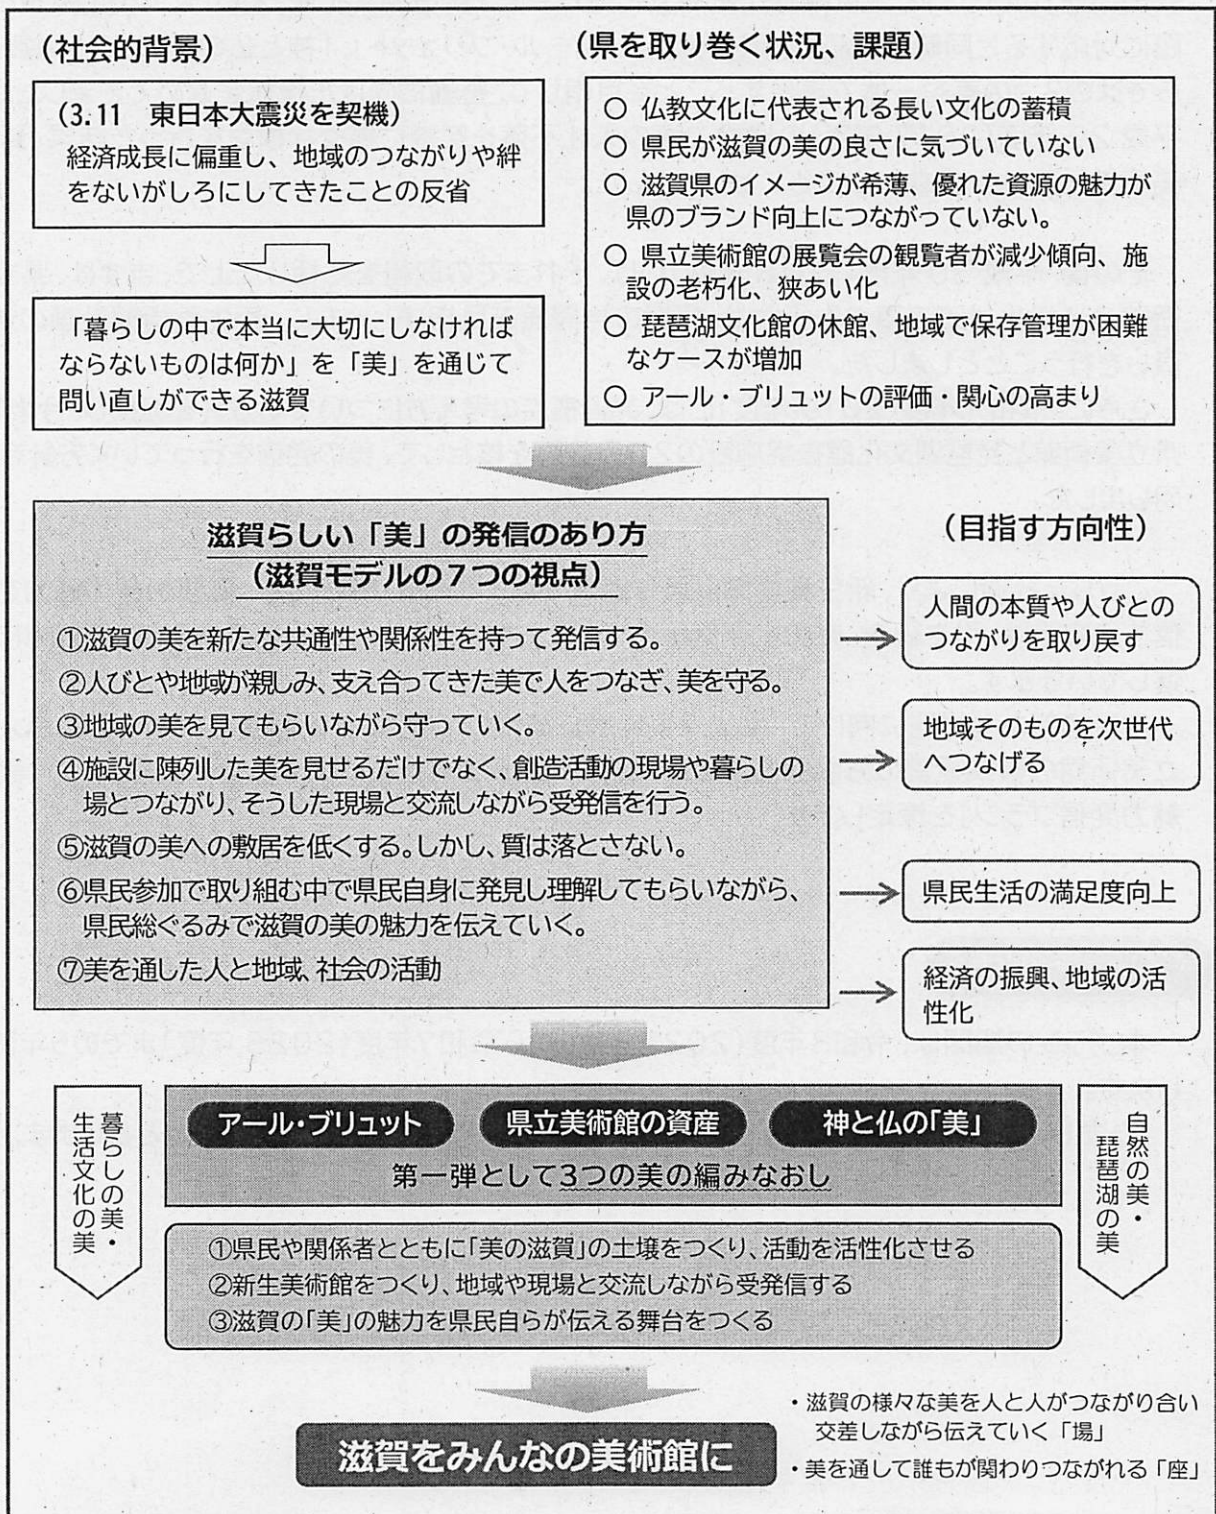 （社会的背景）
（3.11　東日本大震災を契機）
経済成長に偏重し、地域のつながりや絆
をないがしろにしてきたことの反省
「暮らしの中で本当に大切にしなければ
ならないものは何か」を「美」を通じて
問い直しができる滋賀
（県を取り巻く状況、課題）
○ 仏教文化に代表される長い文化の蓄積
○ 県民が滋賀の美の良さに気づいていない
○ 滋賀県のイメージが希薄、優れた資源の魅力が
県のブランド向上につながっていない。
○ 県立美術館の展覧会の観覧者が減少傾向、施
設の老朽化、狭あい化
○ 琵琶湖文化館の休館、地域で保存管理が困難
なケースが増加
○ アール・ブリュットの評価・関心の高まり
滋賀らしい「美」の発信のあり方
（滋賀モデルの７つの視点）
①滋賀の美を新たな共通性や関係性を持って発信する。
②人びとや地域が親しみ、支え合ってきた美で人をつなぎ、美を守る。
③地域の美を見てもらいながら守っていく。
④施設に陳列した美を見せるだけでなく、創造活動の現場や暮らしの
場とつながり、そうした現場と交流しながら受発信を行う。
⑤滋賀の美への敷居を低くする。しかし、質は落とさない。
⑥県民参加で取り組む中で県民自身に発見し理解してもらいながら、
県民総ぐるみで滋賀の美の魅力を伝えていく。
⑦美を通した人と地域、社会の活動
（目指す方向性）
人間の本質や人びとの
つながりを取り戻す
地域そのものを次世代
へつなげる
県民生活の満足度向上
経済の振興、地域の活
性化
暮らしの美・
生活文化の美
アール・ブリュット
県立美術館の資産
神と仏の「美」
第一弾として３つの美の編みなおし
①県民や関係者とともに「美の滋賀」の土壌をつくり、活動を活性化させる
②新生美術館をつくり、地域や現場と交流しながら受発信する
③滋賀の「美」の魅力を県民自らが伝える舞台をつくる
自然の美・
琵琶湖の美
滋賀をみんなの美術館に
・滋賀の様々な美を人と人がつながり合い
交差しながら伝えていく「場」
・美を通して誰もが関わりつながれる「座」